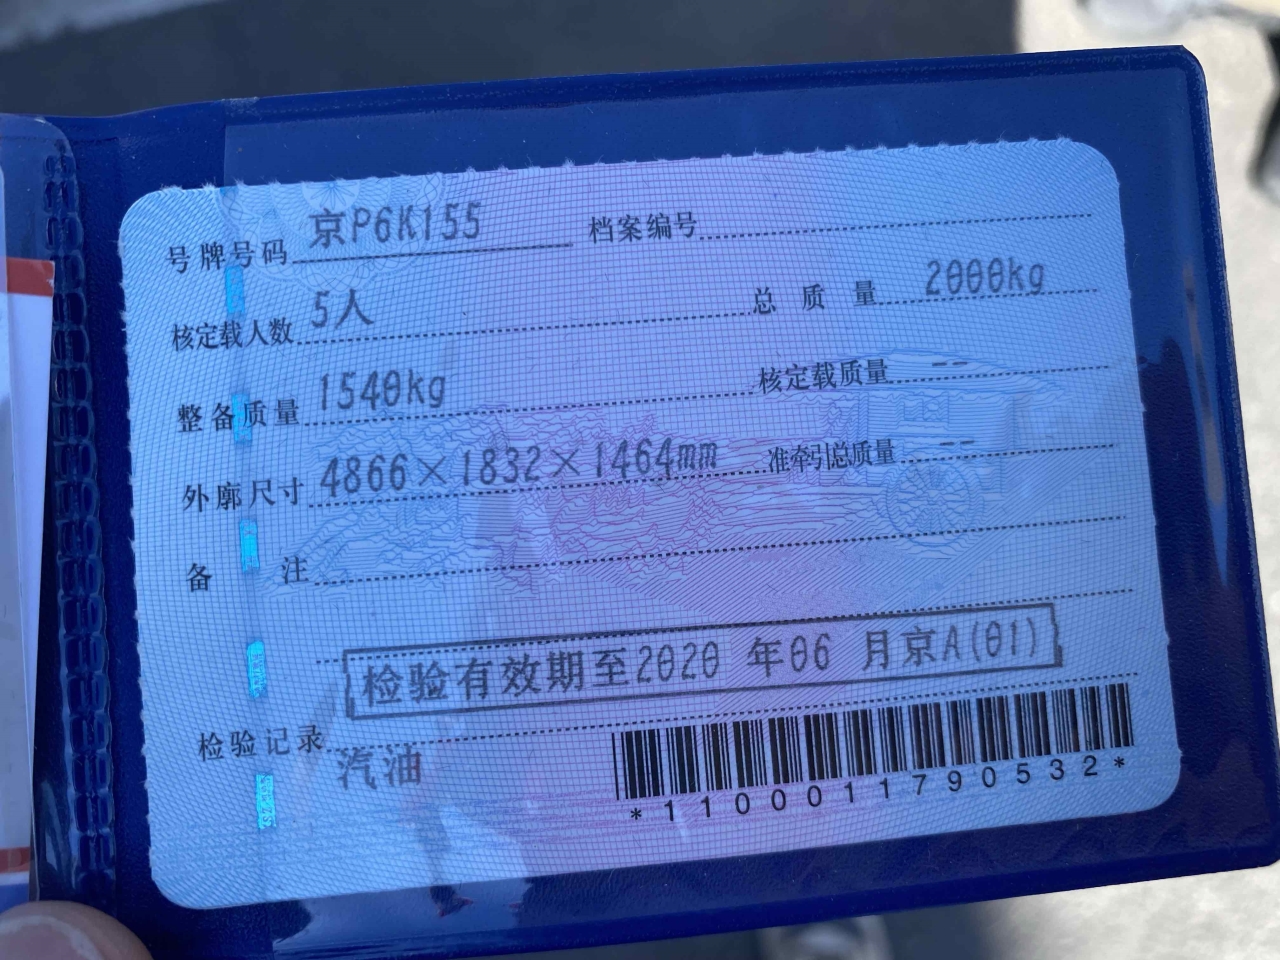 号牌号码 京P6K155 档案编号
核定载人数 5人 总质量 2000kg
整备质量 1540kg 核定载质量 --
外廓尺寸 4866×1832×1464mm 准牵引总质量 --
备注
检验有效期至2020 年06 月京A(01)
检验记录 汽油
*1100011790532*